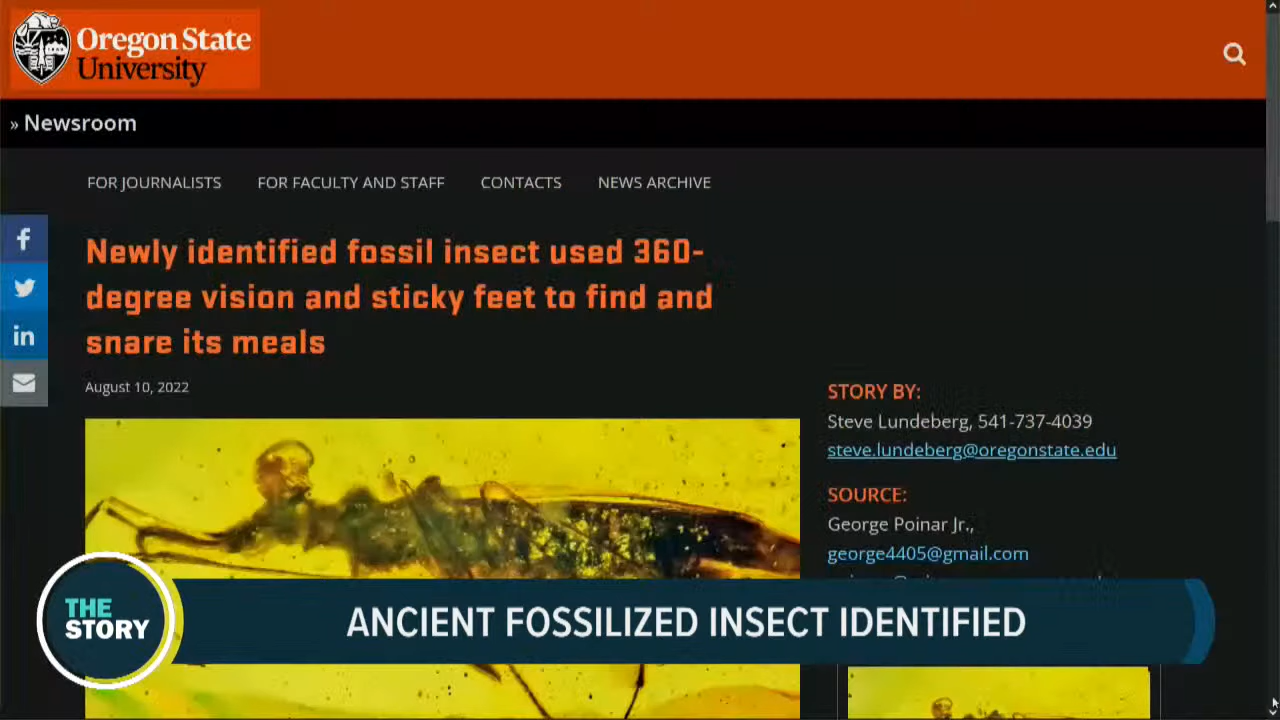 Oregon State
University
» Newsroom
FOR JOURNALISTS FOR FACULTY AND STAFF CONTACTS NEWS ARCHIVE
Newly identified fossil insect used 360-
degree vision and sticky feet to find and
snare its meals
August 10, 2022
STORY BY:
Steve Lundeberg, 541-737-4039
steve.lundeberg@oregonstate.edu
SOURCE:
George Poinar Jr.,
george4405@gmail.com
THE
STORY
ANCIENT FOSSILIZED INSECT IDENTIFIED